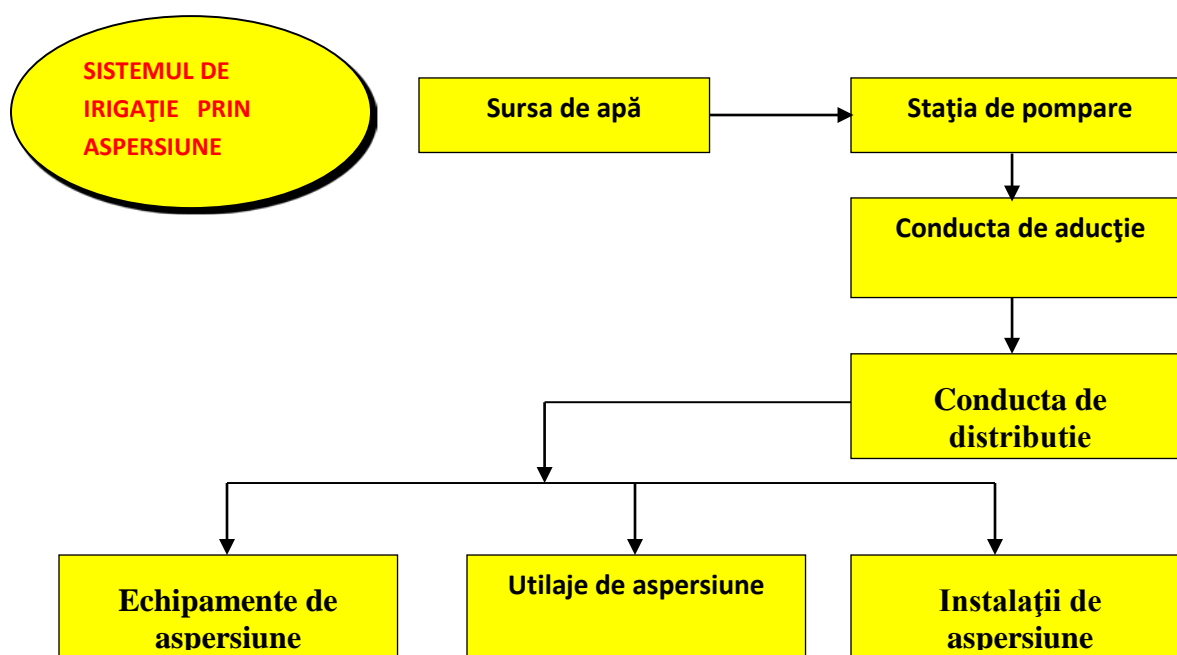 SISTEMUL DE
IRIGAŢIE PRIN
ASPERSIUNE
Sursa de apă
Staţia de pompare
Conducta de aducţie
Conducta de
distributie
Echipamente de
aspersiune
Utilaje de aspersiune
Instalaţii de
aspersiune